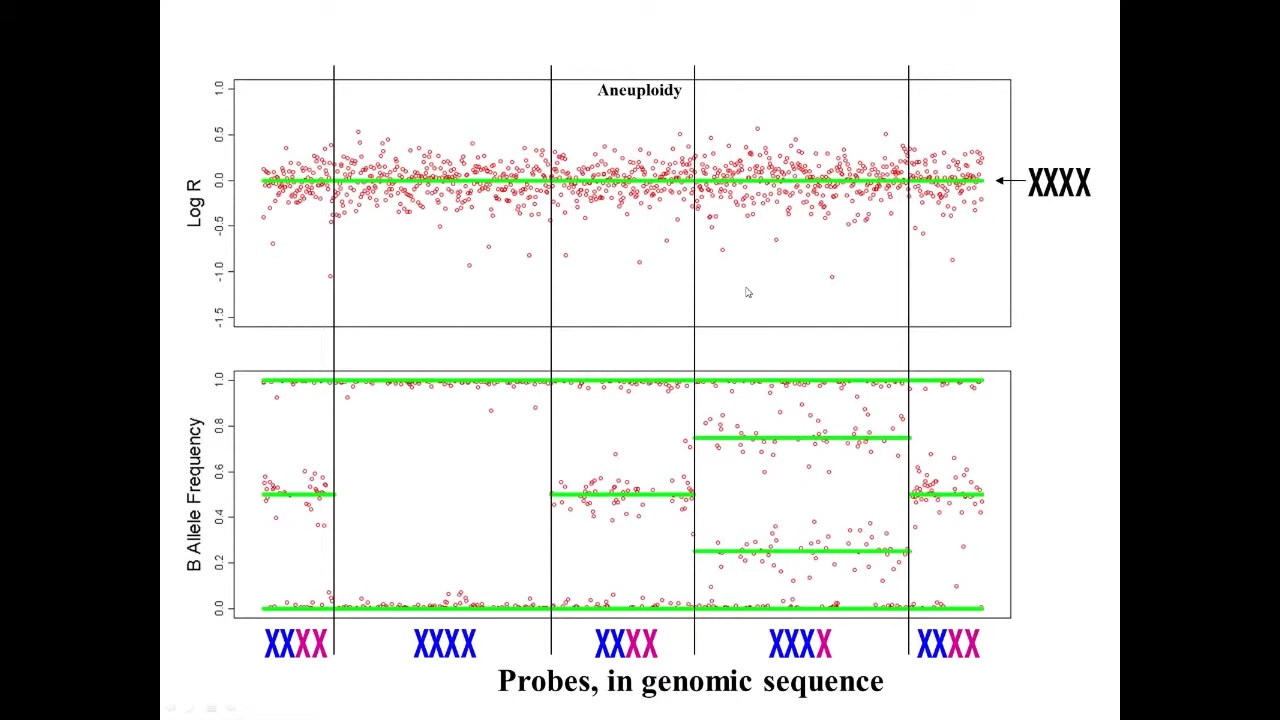 Aneuploidy
Log R
1.0
0.5
0.0
-0.5
-1.0
-1.5
XXXX
B Allele Frequency
1.0
0.8
0.6
0.4
0.2
0.0
XXXX XXXX XXXX XXXX XXXX
Probes, in genomic sequence